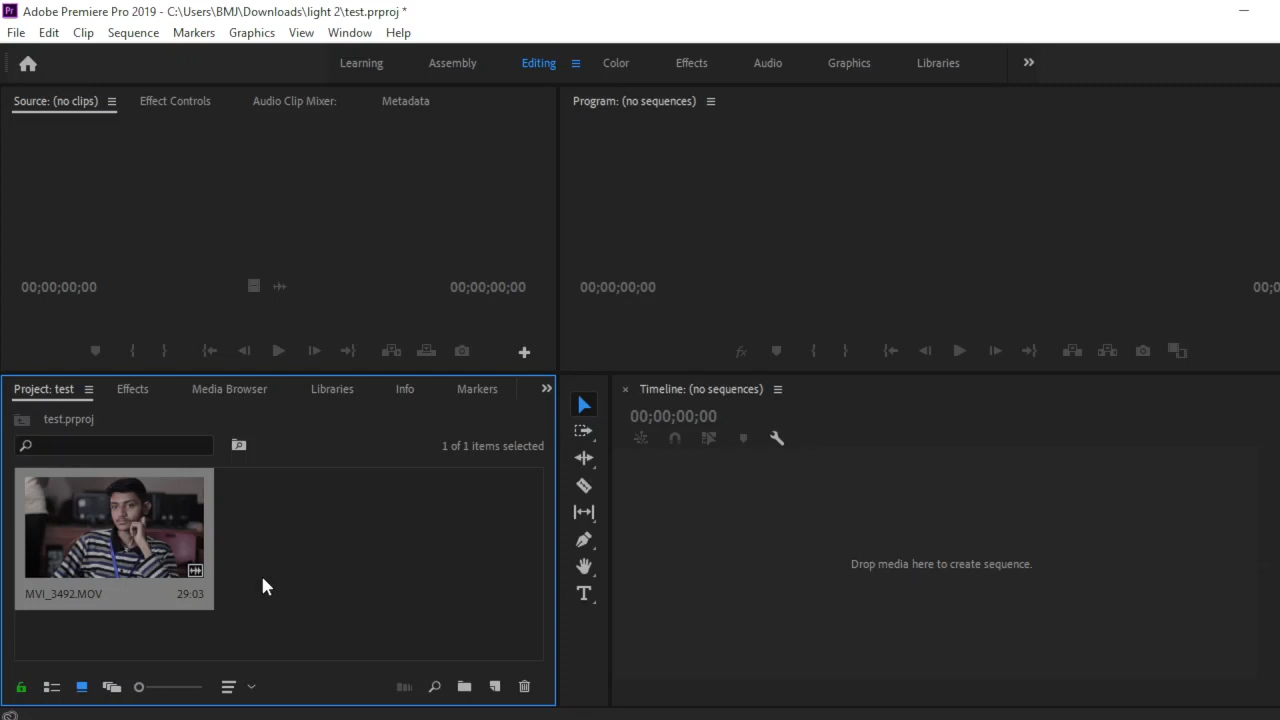 Pr Adobe Premiere Pro 2019 - C:\Users\BMJ\Downloads\light 2\test.prproj *
File Edit Clip Sequence Markers Graphics View Window Help
Learning Assembly Editing Color Effects Audio Graphics Libraries
Source: (no clips) Effect Controls Audio Clip Mixer: Metadata
Program: (no sequences)
00;00;00;00 00;00;00;00
00;00;00;00 00;0
fx
Project: test Effects Media Browser Libraries Info Markers
test.prproj
1 of 1 items selected
MVI_3492.MOV 29:03
Timeline: (no sequences)
00;00;00;00
Drop media here to create sequence.